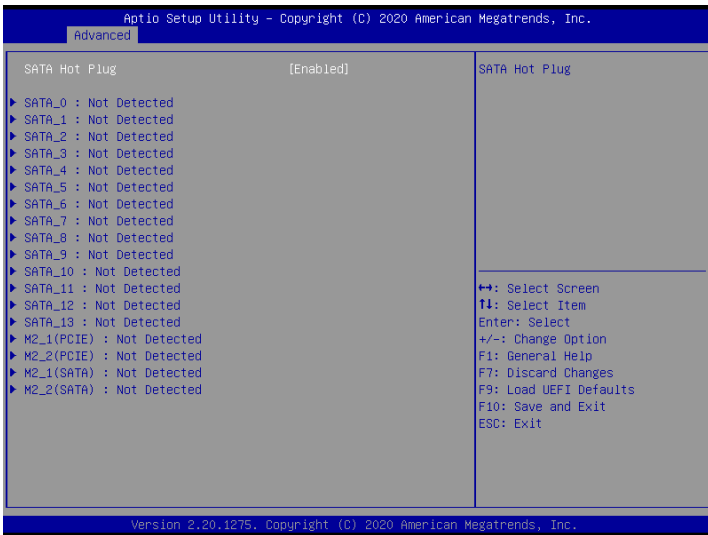 Aptio Setup Utility – Copyright (C) 2020 American Megatrends, Inc.
Advanced
SATA Hot Plug [Enabled]
SATA_0 : Not Detected
SATA_1 : Not Detected
SATA_2 : Not Detected
SATA_3 : Not Detected
SATA_4 : Not Detected
SATA_5 : Not Detected
SATA_6 : Not Detected
SATA_7 : Not Detected
SATA_8 : Not Detected
SATA_9 : Not Detected
SATA_10 : Not Detected
SATA_11 : Not Detected
SATA_12 : Not Detected
SATA_13 : Not Detected
M2_1(PCIE) : Not Detected
M2_2(PCIE) : Not Detected
M2_1(SATA) : Not Detected
M2_2(SATA) : Not Detected
SATA Hot Plug
↔: Select Screen
↑↓: Select Item
Enter: Select
+/-: Change Option
F1: General Help
F7: Discard Changes
F9: Load UEFI Defaults
F10: Save and Exit
ESC: Exit
Version 2.20.1275. Copyright (C) 2020 American Megatrends, Inc.